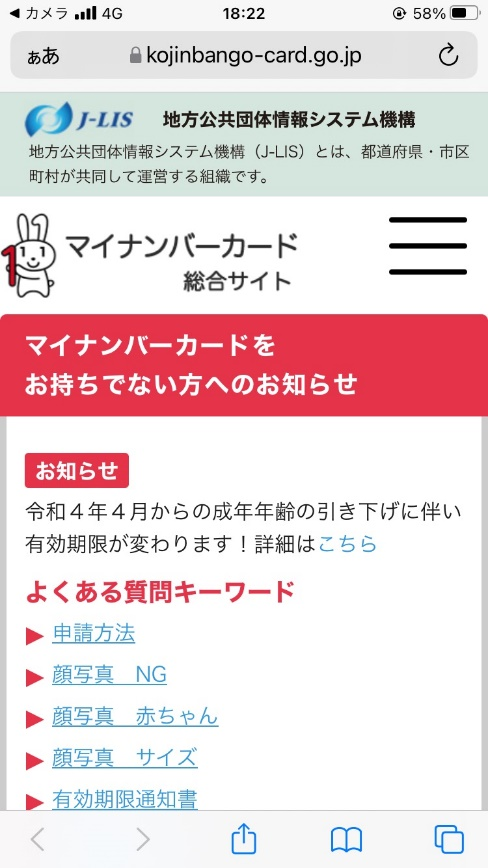 カメラ 4G 18:22 58%
ぁあ kojinbango-card.go.jp
J-LIS 地方公共団体情報システム機構
地方公共団体情報システム機構（J-LIS）とは、都道府県・市区
町村が共同して運営する組織です。
1 マイナンバーカード
総合サイト
マイナンバーカードを
お持ちでない方へのお知らせ
お知らせ
令和４年４月からの成年年齢の引き下げに伴い
有効期限が変わります！詳細はこちら
よくある質問キーワード
申請方法
顔写真　NG
顔写真　赤ちゃん
顔写真　サイズ
有効期限通知書